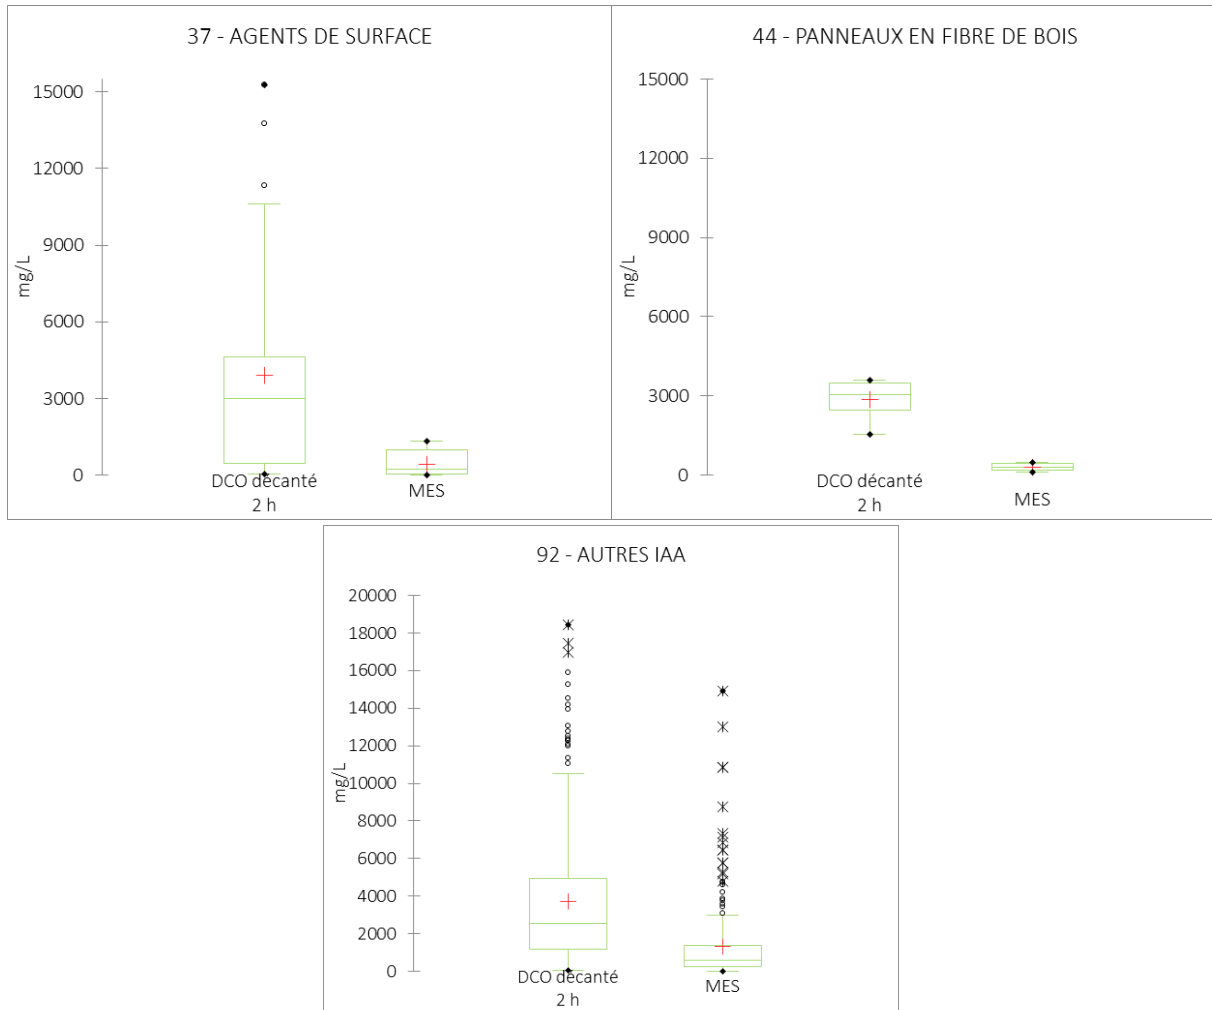 37 - AGENTS DE SURFACE
15000
12000
9000
6000
3000
0
mg/L
DCO décanté
2 h
MES
44 - PANNEAUX EN FIBRE DE BOIS
15000
12000
9000
6000
3000
0
mg/L
DCO décanté
2 h
MES
92 - AUTRES IAA
20000
18000
16000
14000
12000
10000
8000
6000
4000
2000
0
mg/L
DCO décanté
2 h
MES